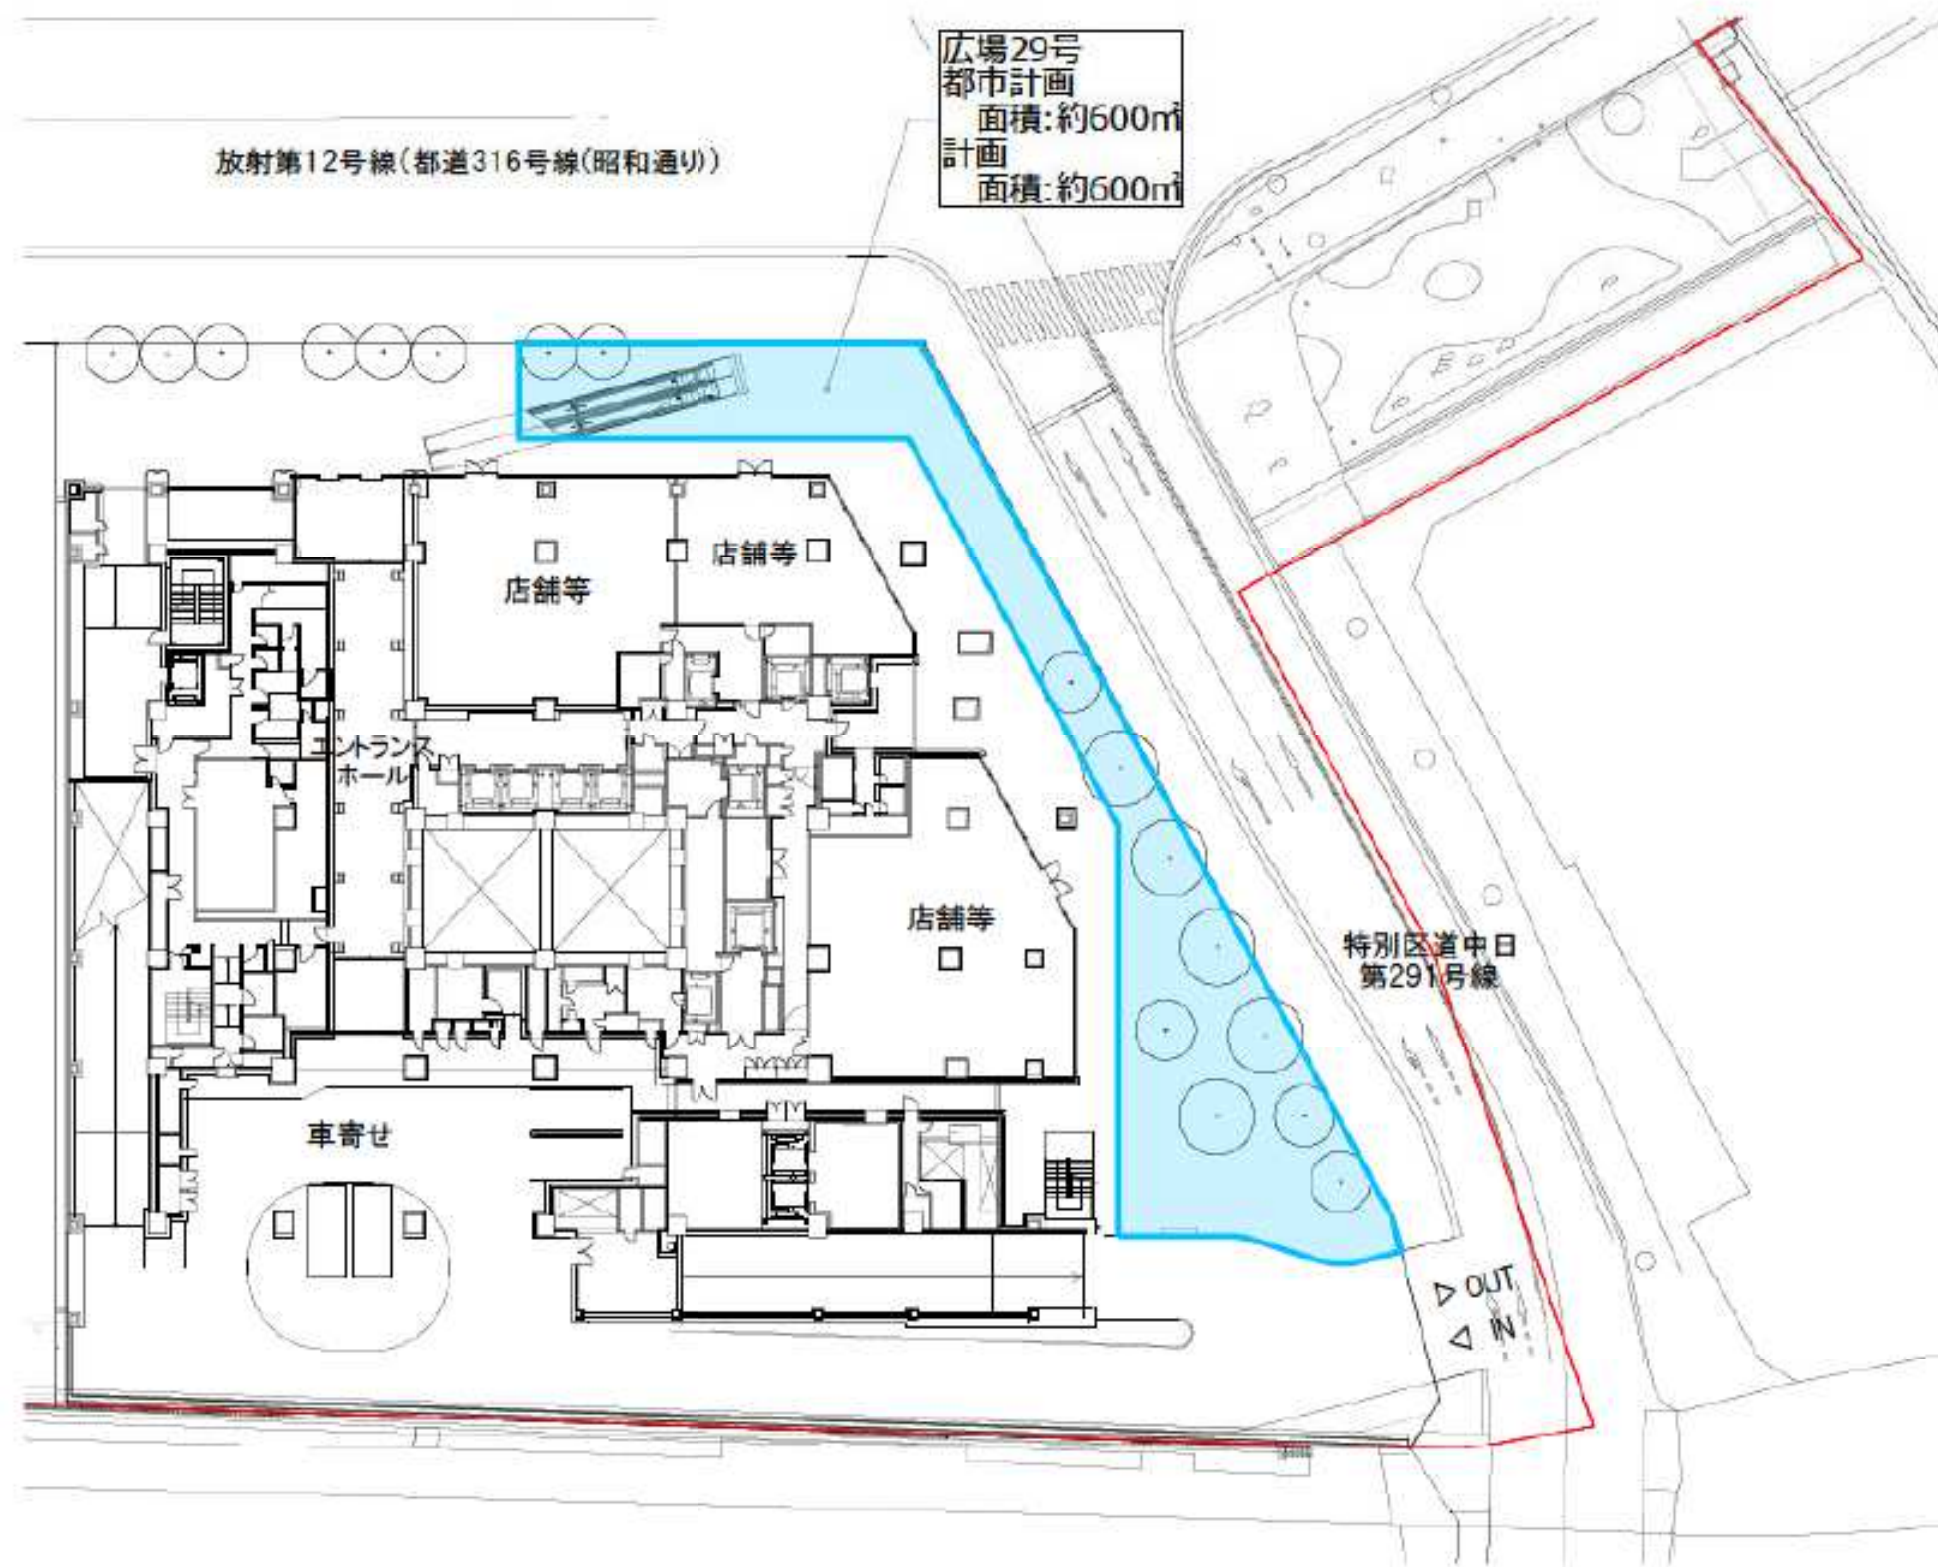 広場29号
都市計画
面積:約600㎡
計画
面積:約600㎡
放射第12号線(都道316号線(昭和通り))
店舗等
店舗等
エントランス
ホール
店舗等
特別区道中日
第291号線
車寄せ
OUT
IN